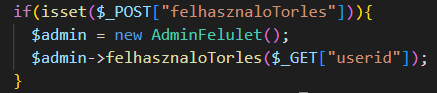 if(isset($_POST["felhasznaloTorles"])){
$admin = new AdminFelulet();
$admin->felhasznaloTorles($_GET["userid"]);
}